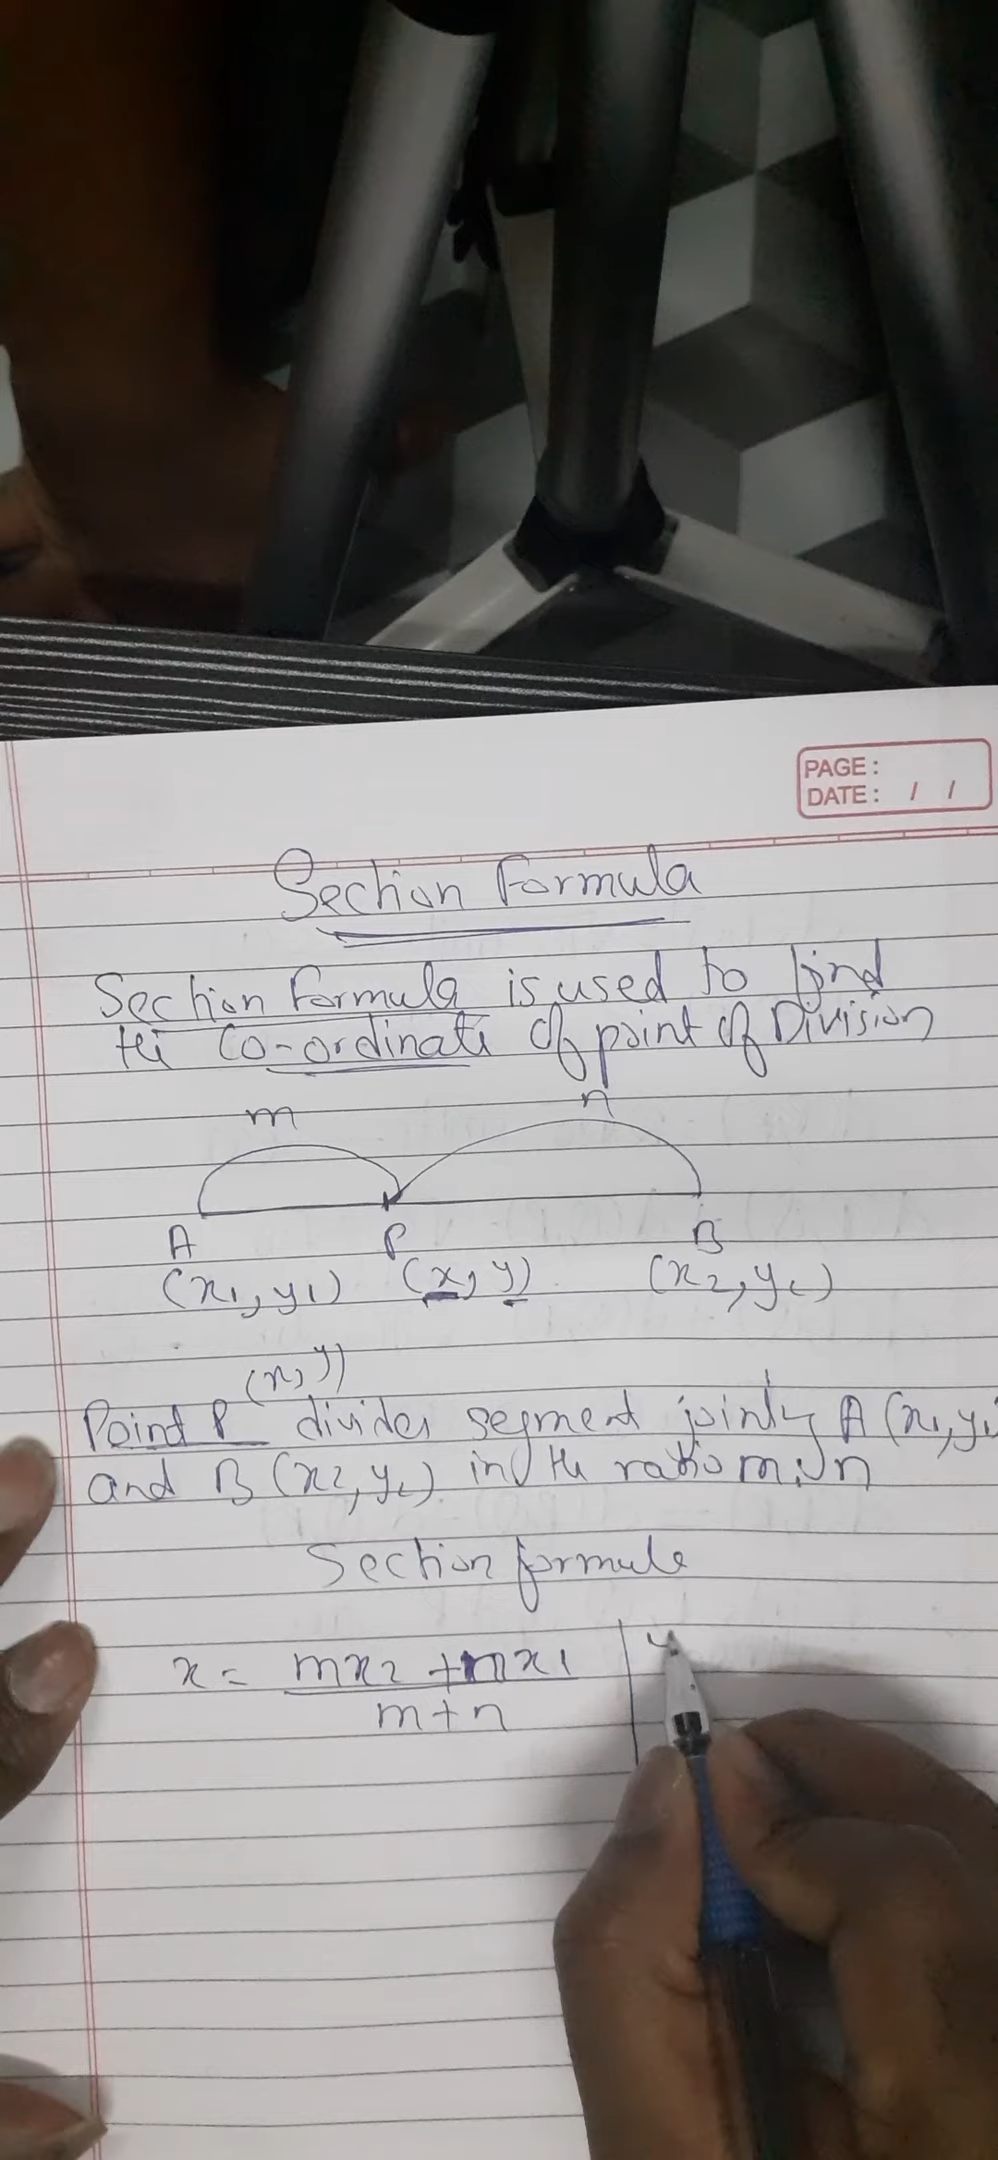 PAGE :
DATE : / /
Section Formula
Section Formula is used to find
the Co-ordinate of point of Division
m n
A P B
(x1, y1) (x, y) (x2, y2)
(x, y)
Point P divides segment joining A (x1, y1
and B (x2, y2) in the ratio m:n
Section formula
x = mx2 + nx1
m+n
y